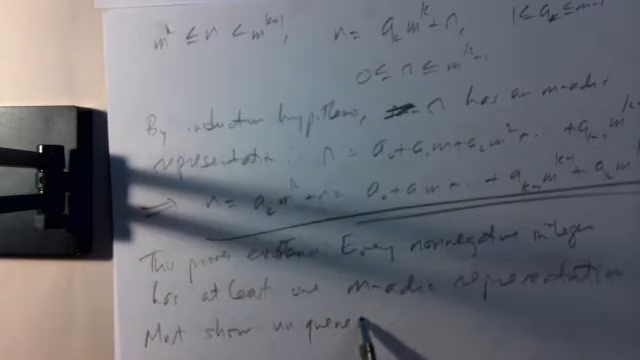 m^k ≤ n < m^{k+1}, n = a_k m^k + r, 1 ≤ a_k ≤ m-1
0 ≤ r ≤ m^k-1
By induction hypothesis, r has an m-adic
representation r = a_0 + a_1 m + a_2 m^2 + ... + a_{k-1} m^{k-1}
⇒ n = a_k m^k + r = a_0 + a_1 m + ... + a_{k-1} m^{k-1} + a_k m^k
This proves existence. Every nonnegative integer
has at least one m-adic representation
Must show unquene